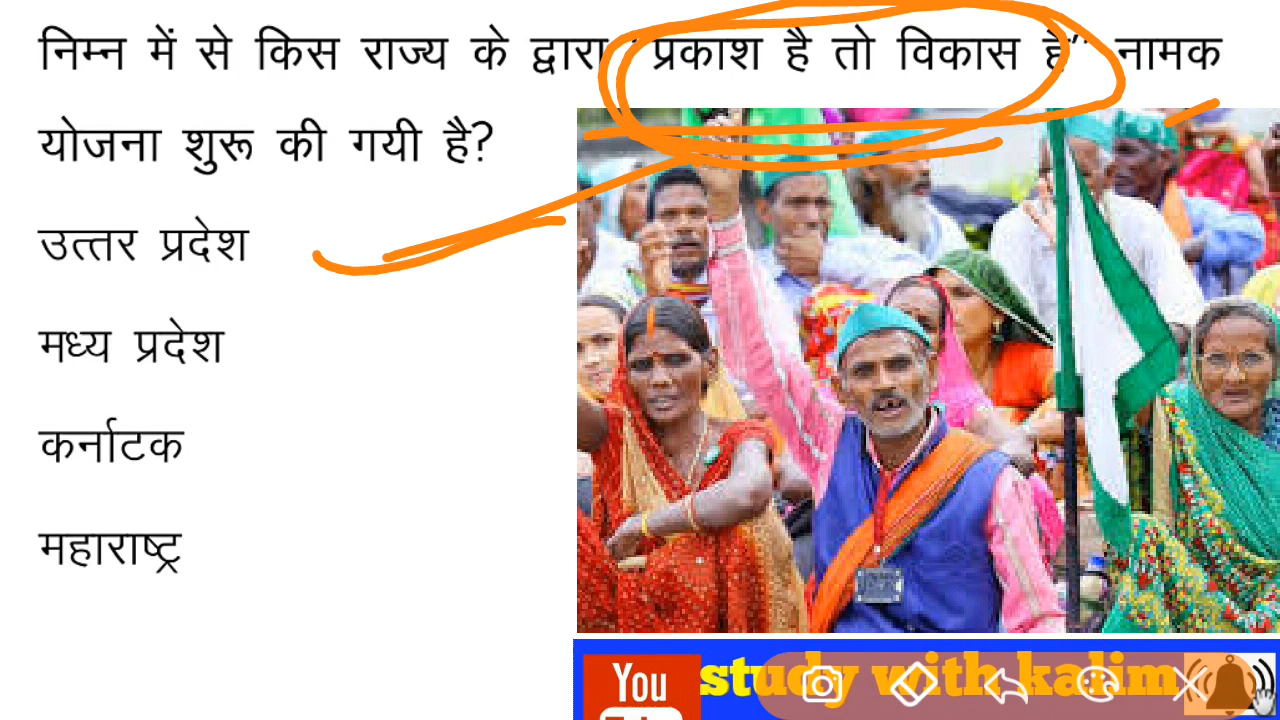 निम्न में से किस राज्य के द्वारा "प्रकाश है तो विकास है" नामक
योजना शुरू की गयी है?
उत्तर प्रदेश
मध्य प्रदेश
कर्नाटक
महाराष्ट्र
You study with kalim